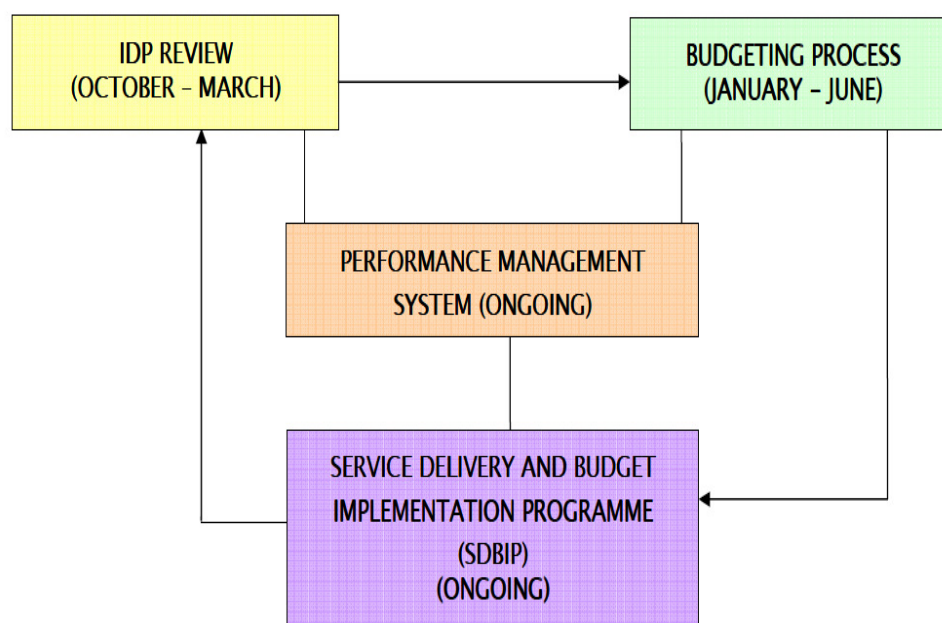 IDP REVIEW
(OCTOBER – MARCH)
BUDGETING PROCESS
(JANUARY – JUNE)
PERFORMANCE MANAGEMENT
SYSTEM (ONGOING)
SERVICE DELIVERY AND BUDGET
IMPLEMENTATION PROGRAMME
(SDBIP)
(ONGOING)